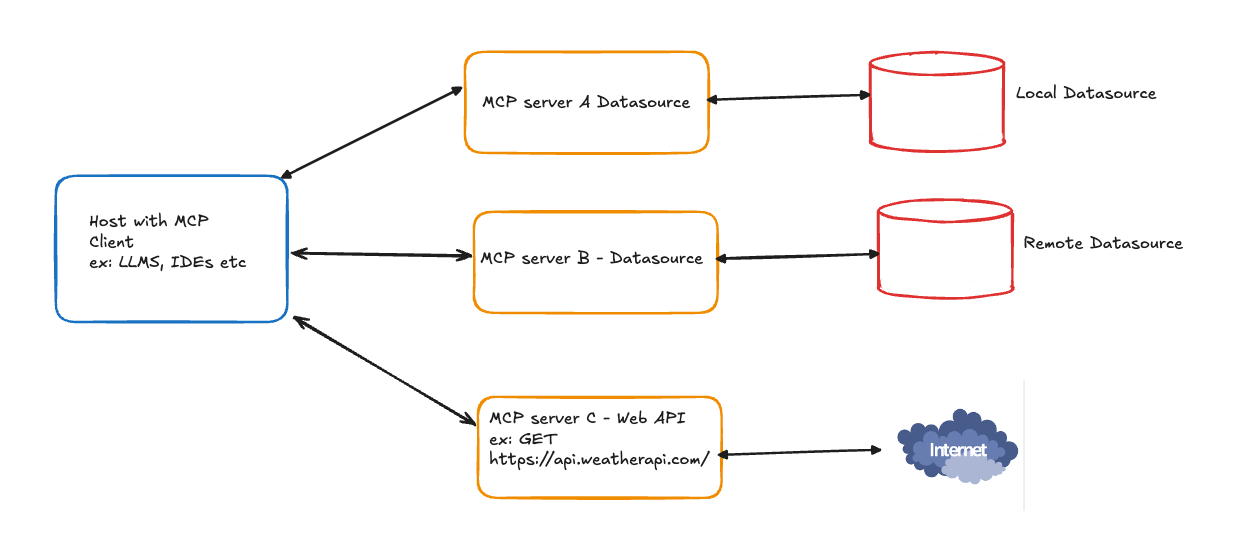 MCP server A Datasource
Local Datasource
Host with MCP
Client
ex: LLMS, IDEs etc
MCP server B - Datasource
Remote Datasource
MCP server C - Web API
ex: GET
https://api.weatherapi.com/
Internet